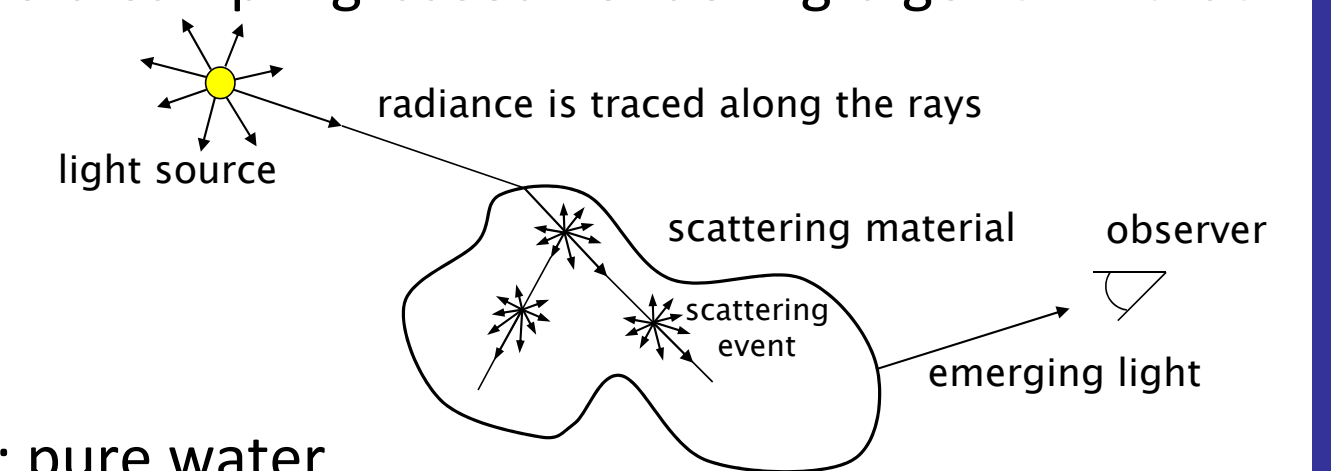 radiance is traced along the rays
light source
scattering material
observer
scattering
event
emerging light
: pure water